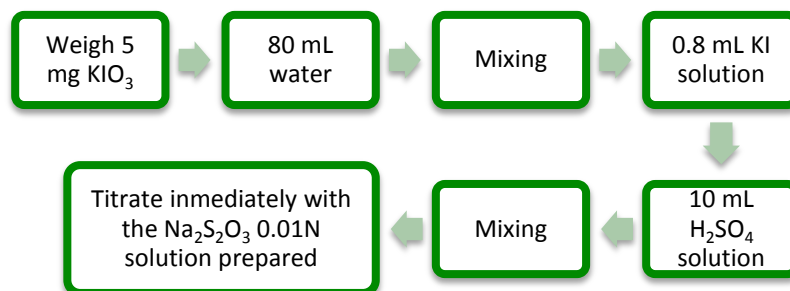 Weigh 5
mg KIO₃
80 mL
water
Mixing
0.8 mL KI
solution
10 mL
H₂SO₄
solution
Mixing
Titrate inmediately with
the Na₂S₂O₃ 0.01N
solution prepared